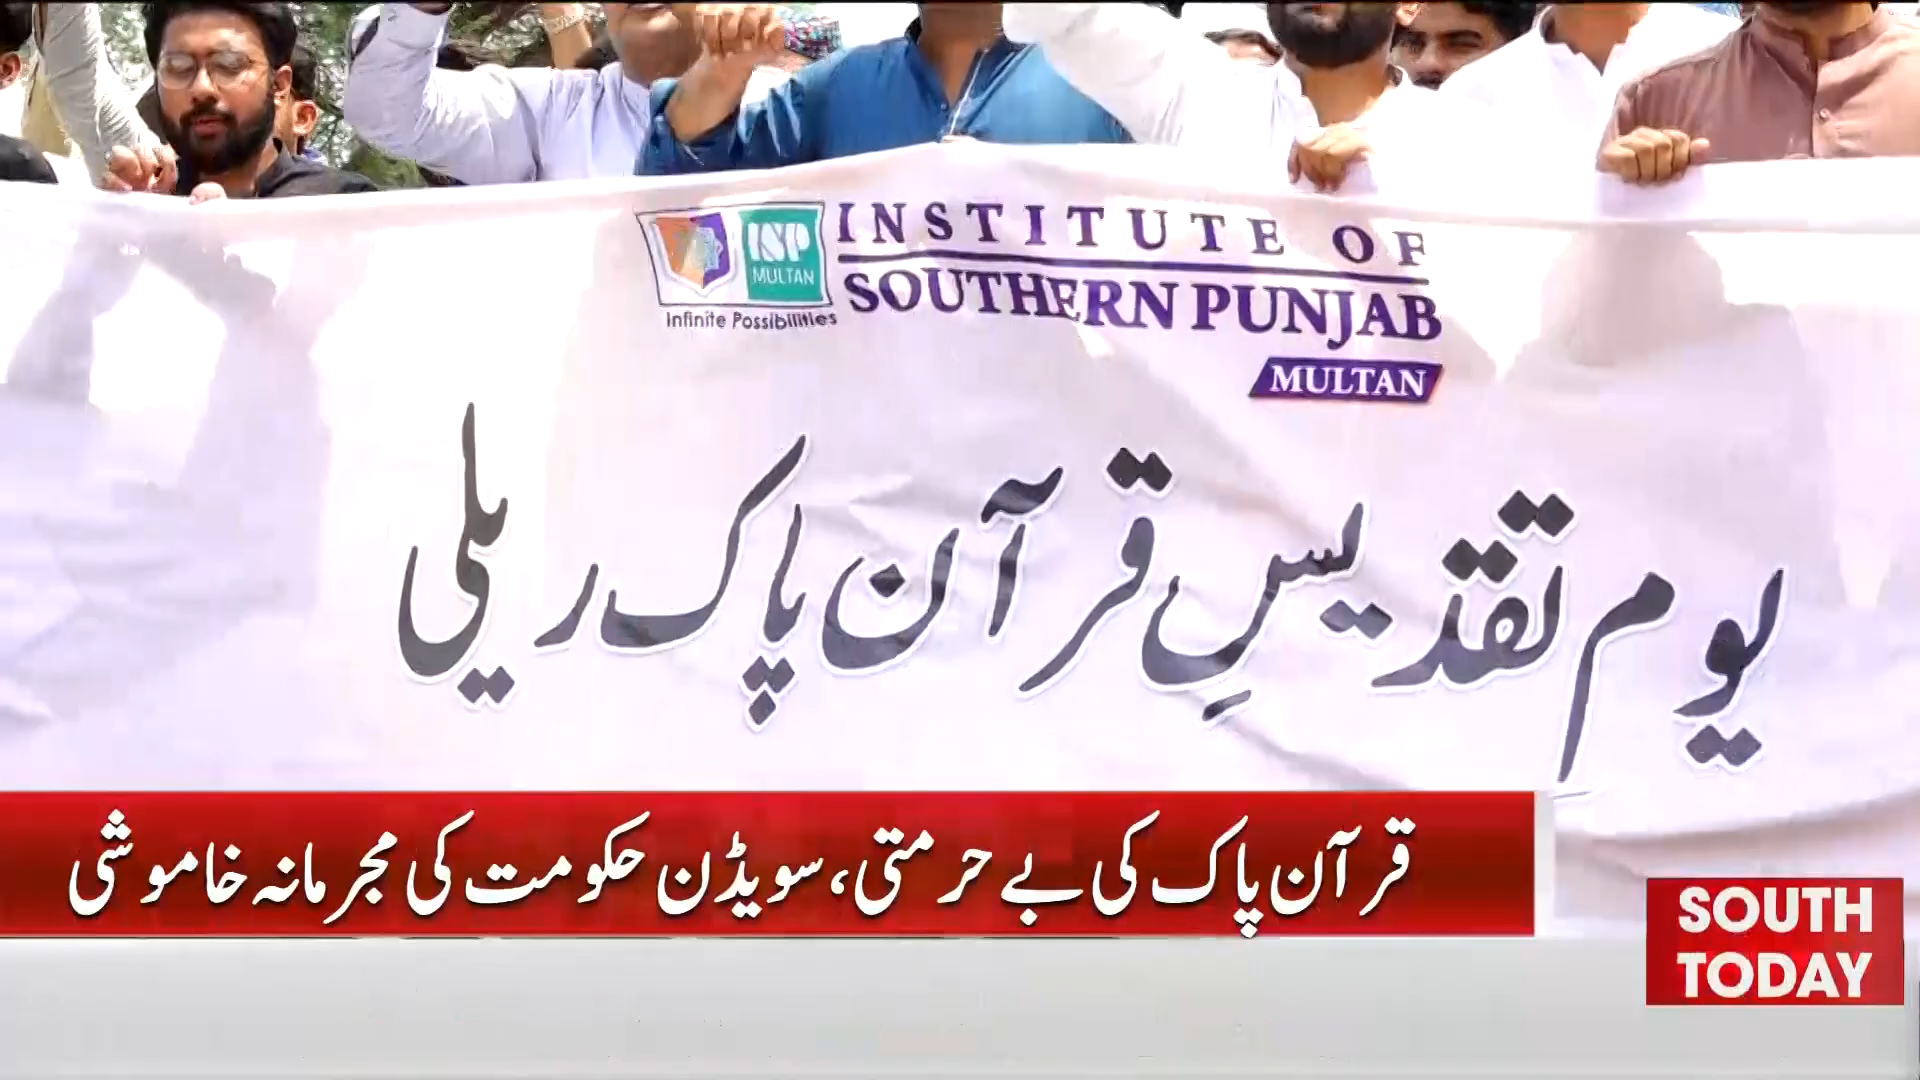 INSTITUTE OF
SOUTHERN PUNJAB
MULTAN
ISP
MULTAN
Infinite Possibilities
یومِ تقدیسِ قرآن پاک ریلی
قرآن پاک کی بے حرمتی، سویڈن حکومت کی مجرمانہ خاموشی
SOUTH
TODAY